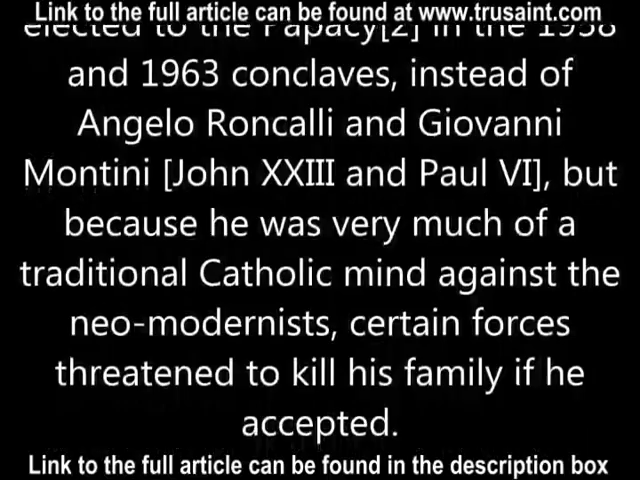 Link to the full article can be found at www.trusaint.com
elected to the Papacy[2] in the 1958
and 1963 conclaves, instead of
Angelo Roncalli and Giovanni
Montini [John XXIII and Paul VI], but
because he was very much of a
traditional Catholic mind against the
neo-modernists, certain forces
threatened to kill his family if he
accepted.
Link to the full article can be found in the description box